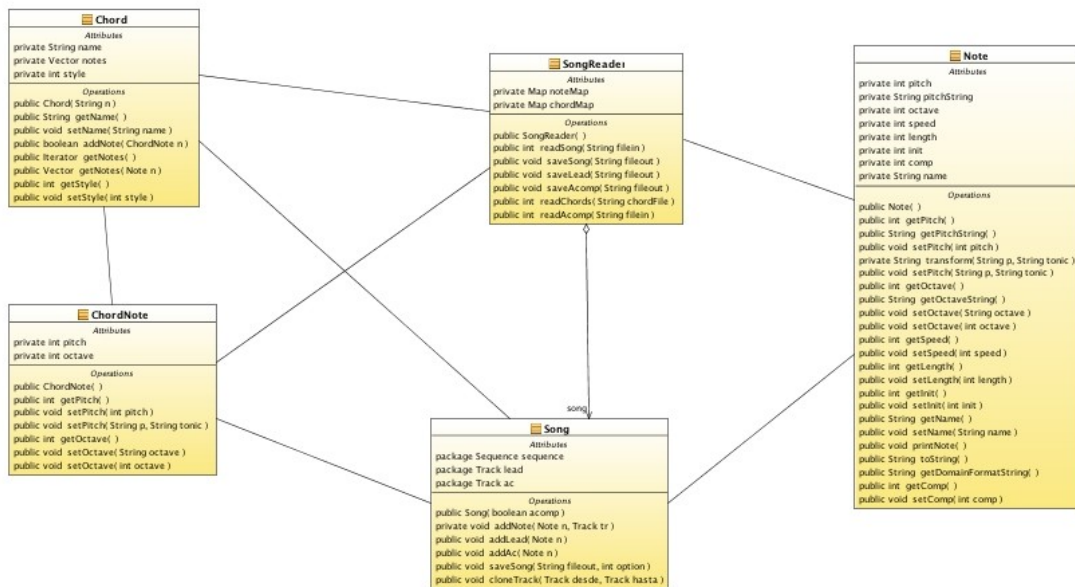 Chord
Attributes
private String name
private Vector notes
private int style
Operations
public Chord( String n )
public String getName( )
public void setName( String name )
public boolean addNote( ChordNote n )
public Iterator getNotes( )
public Vector getNotes( Note n )
public int getStyle( )
public void setStyle( int style )
SongReader
Attributes
private Map noteMap
private Map chordMap
Operations
public SongReader( )
public int readSong( String filein )
public void saveSong( String fileout )
public void saveLead( String fileout )
public void saveAcomp( String fileout )
public int readChords( String chordFile )
public int readAcomp( String filein )
Note
Attributes
private int pitch
private String pitchString
private int octave
private int speed
private int length
private int init
private int comp
private String name
Operations
public Note( )
public int getPitch( )
public String getPitchString( )
public void setPitch( int pitch )
private String transform( String p, String tonic )
public void setPitch( String p, String tonic )
public int getOctave( )
public String getOctaveString( )
public void setOctave( String octave )
public void setOctave( int octave )
public int getSpeed( )
public void setSpeed( int speed )
public int getLength( )
public void setLength( int length )
public int getInit( )
public void setInit( int init )
public String getName( )
public void setName( String name )
public void printNote( )
public String toString( )
public String getDomainFormatString( )
public int getComp( )
public void setComp( int comp )
ChordNote
Attributes
private int pitch
private int octave
Operations
public ChordNote( )
public int getPitch( )
public void setPitch( int pitch )
public void setPitch( String p, String tonic )
public int getOctave( )
public void setOctave( String octave )
public void setOctave( int octave )
song
Song
Attributes
package Sequence sequence
package Track lead
package Track ac
Operations
public Song( boolean acomp )
private void addNote( Note n, Track tr )
public void addLead( Note n )
public void addAc( Note n )
public void saveSong( String fileout, int option )
public void cloneTrack( Track desde, Track hasta )